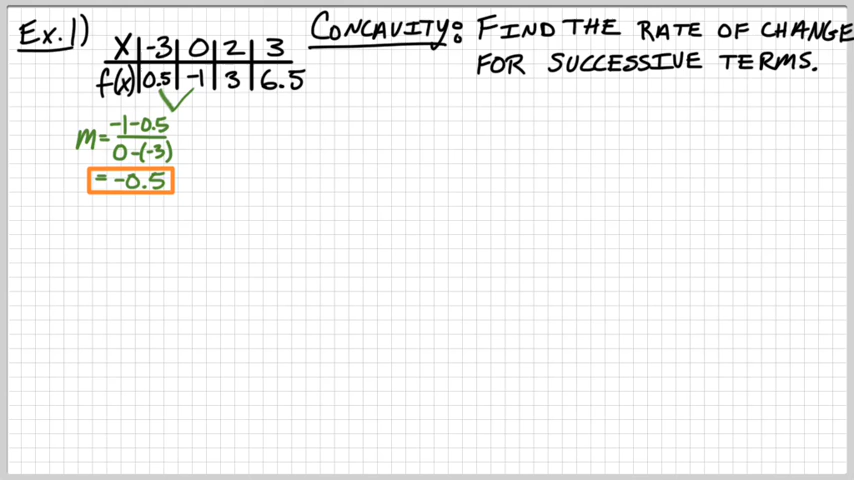 Ex. 1)
X | -3 | 0 | 2 | 3
f(x) | 0.5 | -1 | 3 | 6.5
m = (-1-0.5)/(0-(-3))
= -0.5
CONCAVITY: FIND THE RATE OF CHANGE
FOR SUCCESSIVE TERMS.